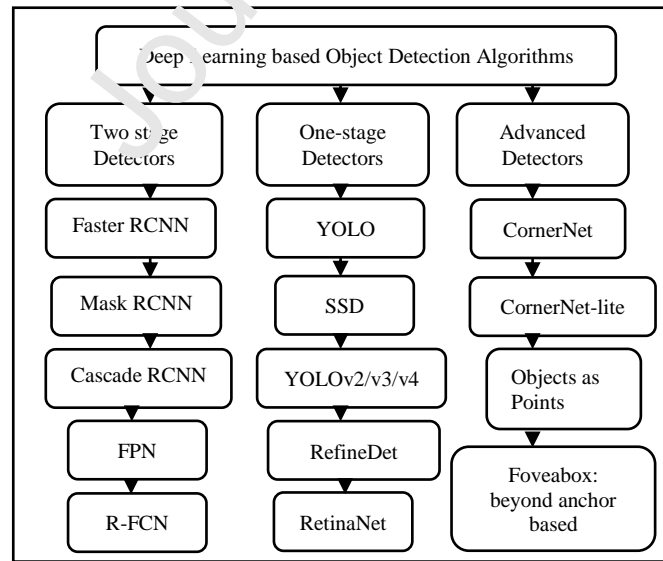 Jou
Deep Learning based Object Detection Algorithms
Two stage
Detectors
One-stage
Detectors
Advanced
Detectors
Faster RCNN
YOLO
CornerNet
Mask RCNN
SSD
CornerNet-lite
Cascade RCNN
YOLOv2/v3/v4
Objects as
Points
FPN
RefineDet
Foveabox:
beyond anchor
based
R-FCN
RetinaNet